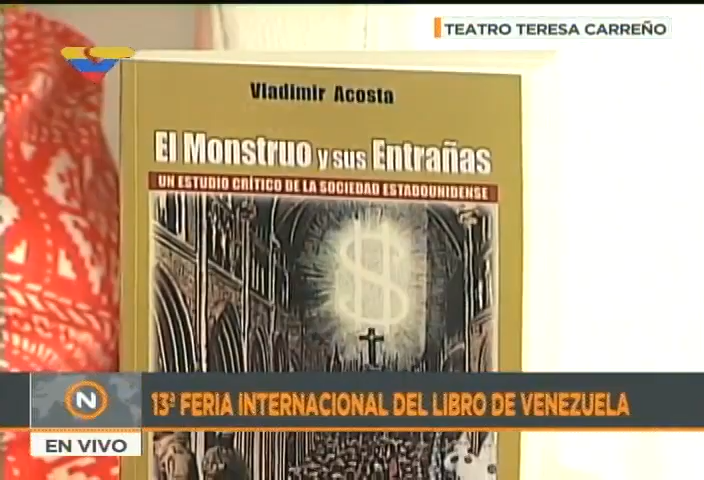 TEATRO TERESA CARREÑO
Vladimir Acosta
El Monstruo y sus Entrañas
UN ESTUDIO CRÍTICO DE LA SOCIEDAD ESTADOUNIDENSE
$
N
13ª FERIA INTERNACIONAL DEL LIBRO DE VENEZUELA
EN VIVO